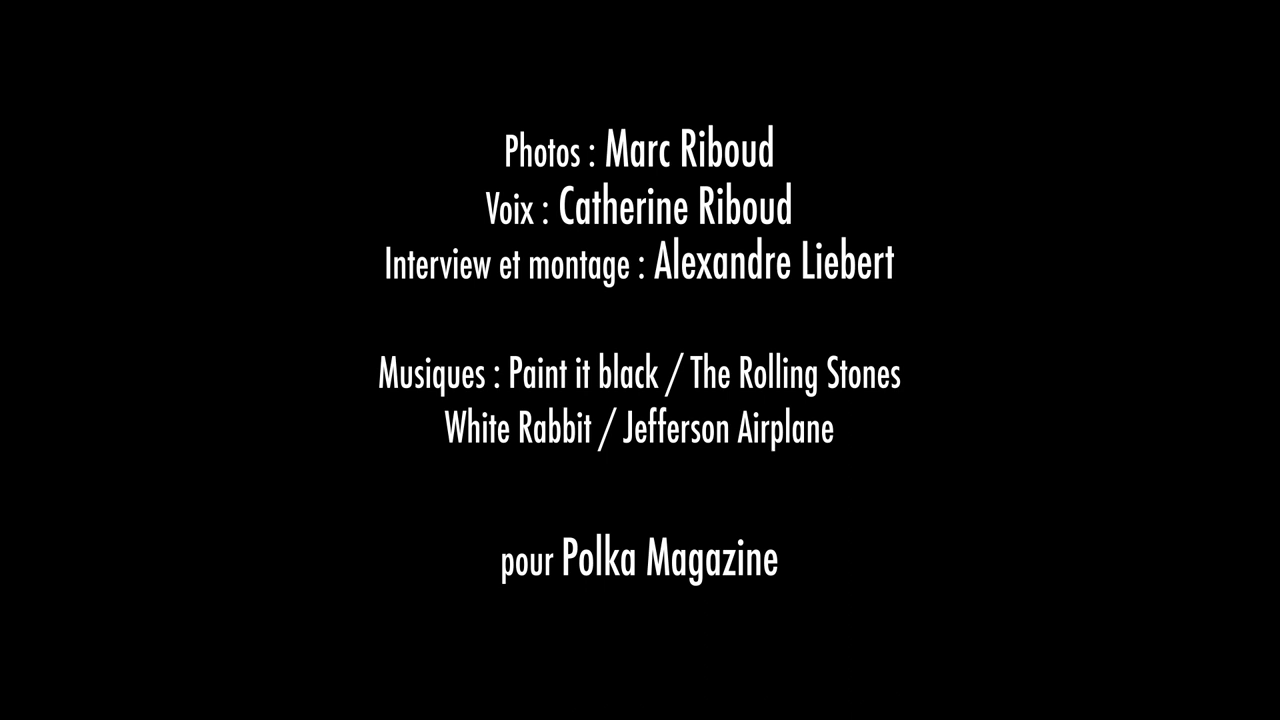 Photos : Marc Riboud
Voix : Catherine Riboud
Interview et montage : Alexandre Liebert
Musiques : Paint it black / The Rolling Stones
White Rabbit / Jefferson Airplane
pour Polka Magazine